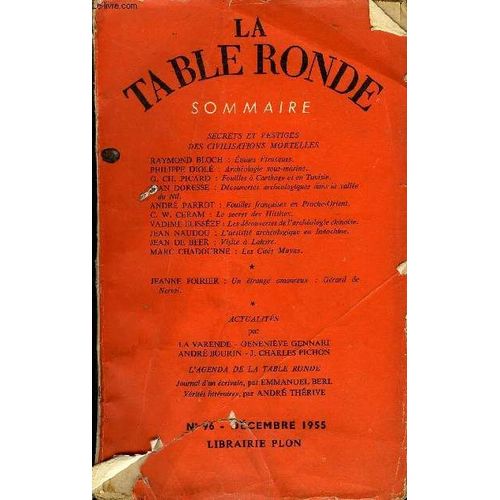 e-livre.com
LA
TABLE RONDE
SOMMAIRE
SECRETS ET VESTIGES
DES CIVILISATIONS MORTELLES
RAYMOND BLOCH : Étrusques.
PHILIPPE DIOLÉ : Archéologie sous-marine.
G. CH. PICARD : Fouilles à Carthage et en Tunisie.
JEAN DORESSE : Découvertes archéologiques dans la vallée
du Nil.
ANDRÉ PARROT : Fouilles françaises en Proche-Orient.
C. W. CERAM : Le secret des Hittites.
VADIME ELISSÉEF : Les découvertes de l'archéologie chinoise.
JEAN NAUDOU : L'activité archéologique en Indochine.
JEAN DE BEER : Visite à
MARC CHADOURNE : Les Cités Mayas.
*
JEANNE POIRIER : Un étrange amoureux : Gérard de
Nerval.
*
ACTUALITÉS
par
LA VARENDE - GENEVIÈVE GENNARI
ANDRÉ BOURIN - J. CHARLES PICHON
L'AGENDA DE LA TABLE RONDE
Journal d'un écrivain, par EMMANUEL BERL
Vérités littéraires, par ANDRÉ THÉRIVE
N° 96 - DÉCEMBRE 1955
LIBRAIRIE PLON